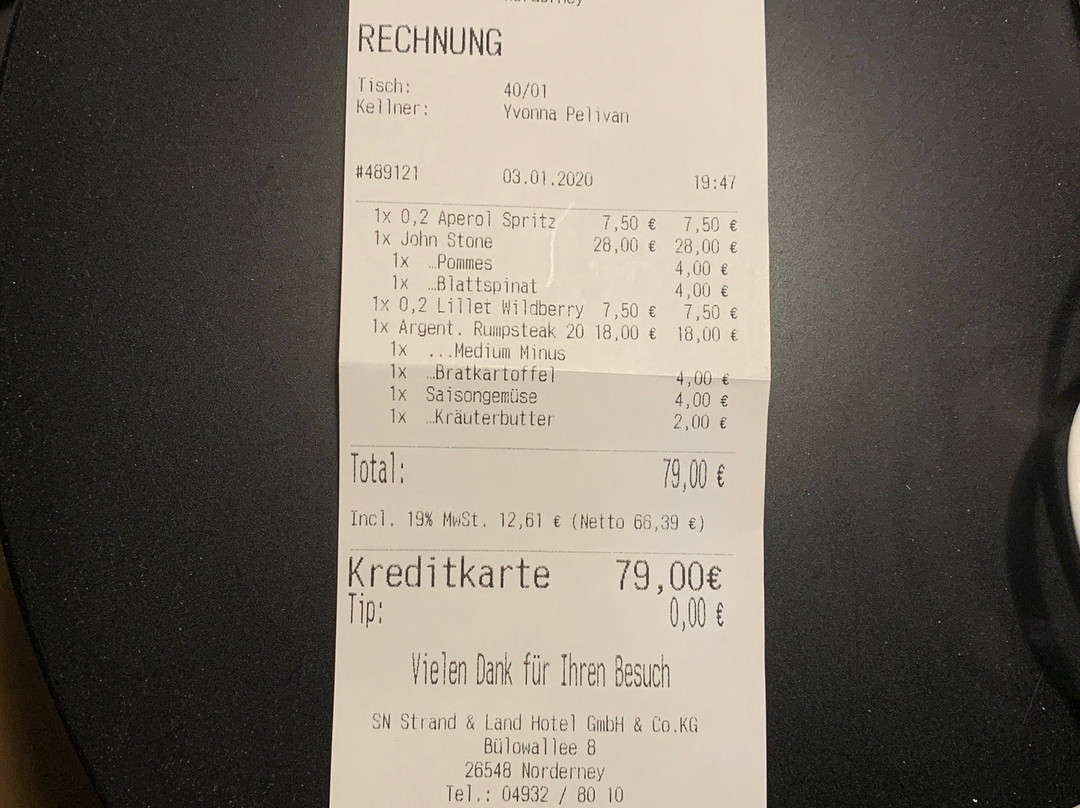 RECHNUNG
Tisch: 40/01
Kellner: Yvonna Pelivan
#489121 03.01.2020 19:47
1x 0,2 Aperol Spritz 7,50 € 7,50 €
1x John Stone 28,00 € 28,00 €
1x ..Pommes 4,00 €
1x ..Blattspinat 4,00 €
1x 0,2 Lillet Wildberry 7,50 € 7,50 €
1x Argent. Rumpsteak 20 18,00 € 18,00 €
1x ...Medium Minus
1x ..Bratkartoffel 4,00 €
1x Saisongemüse 4,00 €
1x ..Kräuterbutter 2,00 €
Total: 79,00 €
Incl. 19% MwSt. 12,61 € (Netto 66,39 €)
Kreditkarte 79,00€
Tip: 0,00 €
Vielen Dank für Ihren Besuch
SN Strand & Land Hotel GmbH & Co.KG
Bülowallee 8
26548 Norderney
Tel.: 04932 / 80 10